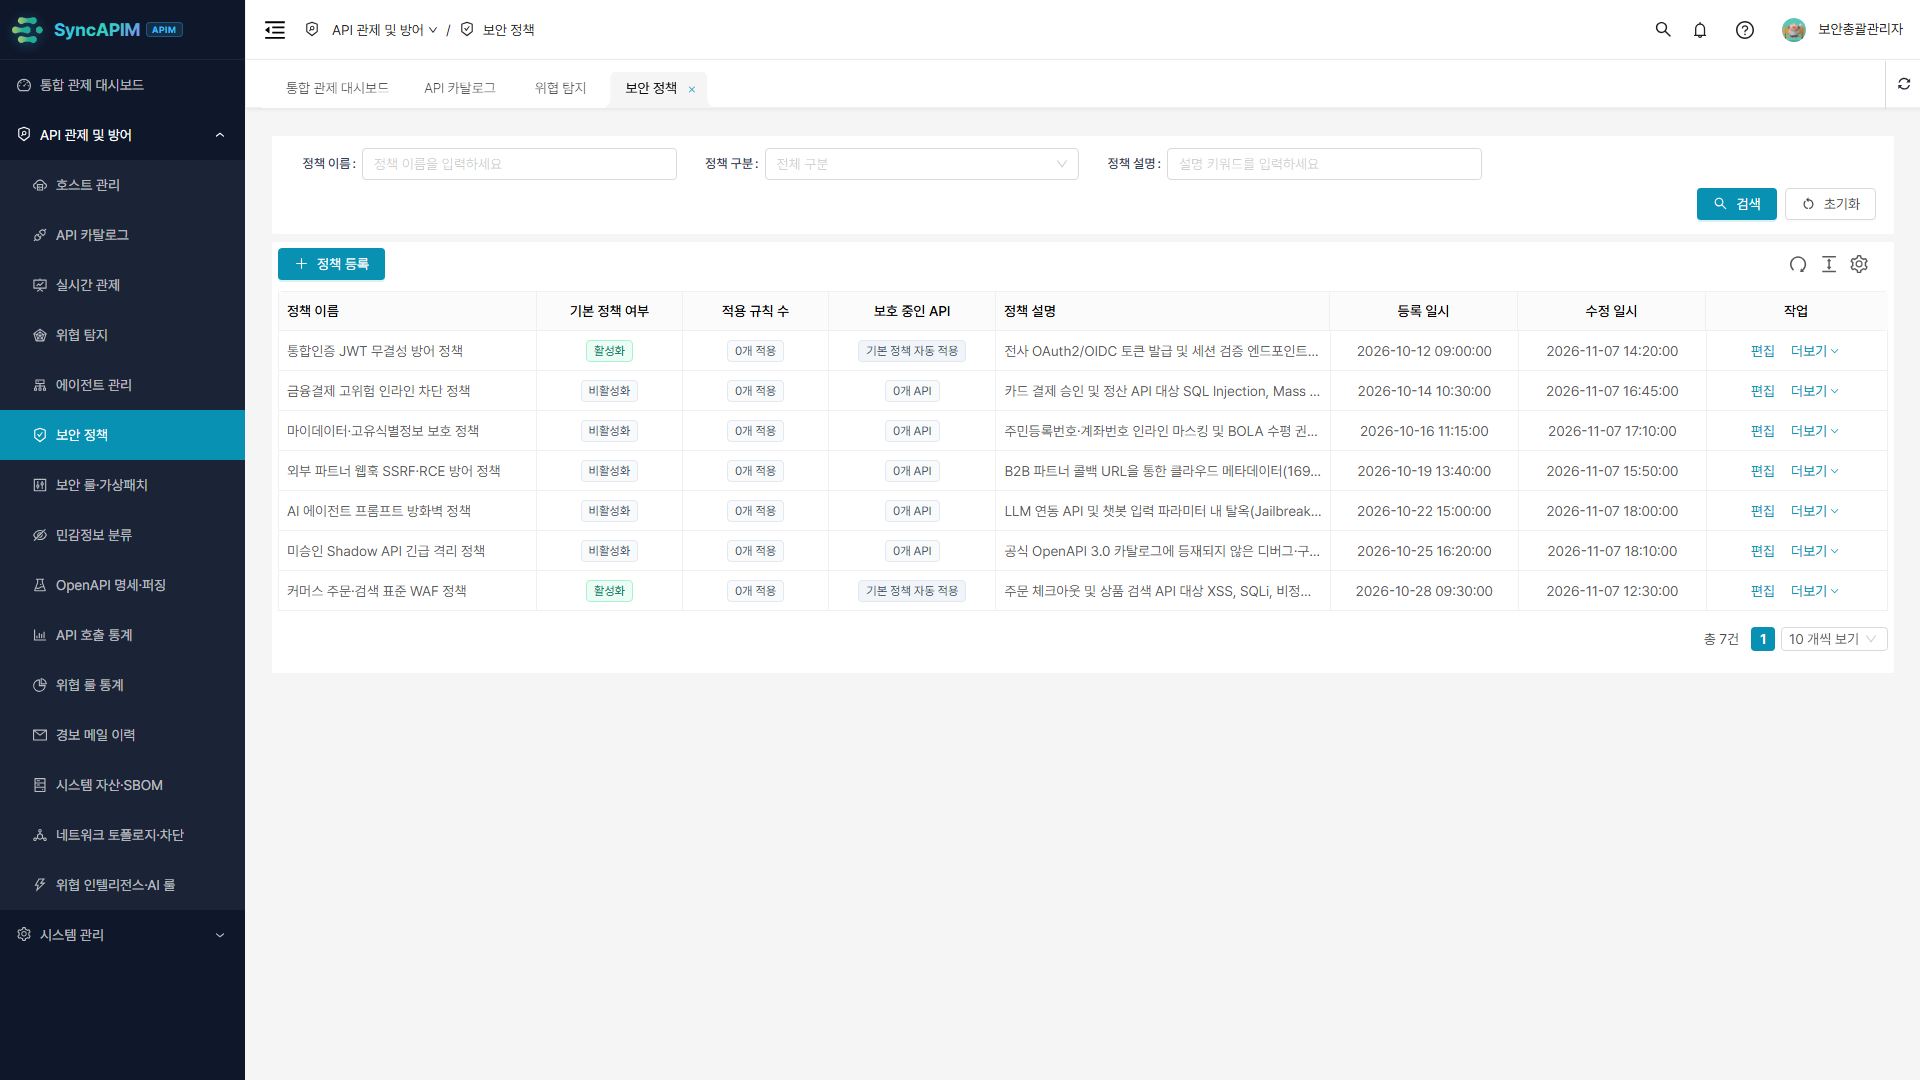 SyncAPIM APIM
통합 관제 대시보드
API 관제 및 방어
호스트 관리
API 카탈로그
실시간 관제
위협 탐지
에이전트 관리
보안 정책
보안 룰·가상패치
민감정보 분류
OpenAPI 명세·퍼징
API 호출 통계
위협 룰 통계
경보 메일 이력
시스템 자산·SBOM
네트워크 토폴로지·차단
위협 인텔리전스·AI 룰
시스템 관리
API 관제 및 방어 / 보안 정책
보안총괄관리자
통합 관제 대시보드 API 카탈로그 위협 탐지 보안 정책 ×
정책 이름 : 정책 이름을 입력하세요 정책 구분 : 전체 구분 정책 설명 : 설명 키워드를 입력하세요
검색 초기화
정책 등록
정책 이름 기본 정책 여부 적용 규칙 수 보호 중인 API 정책 설명 등록 일시 수정 일시 작업
통합인증 JWT 무결성 방어 정책 활성화 0개 적용 기본 정책 자동 적용 전사 OAuth2/OIDC 토큰 발급 및 세션 검증 엔드포인트... 2026-10-12 09:00:00 2026-11-07 14:20:00 편집 더보기
금융결제 고위험 인라인 차단 정책 비활성화 0개 적용 0개 API 카드 결제 승인 및 정산 API 대상 SQL Injection, Mass ... 2026-10-14 10:30:00 2026-11-07 16:45:00 편집 더보기
마이데이터·고유식별정보 보호 정책 비활성화 0개 적용 0개 API 주민등록번호·계좌번호 인라인 마스킹 및 BOLA 수평 권... 2026-10-16 11:15:00 2026-11-07 17:10:00 편집 더보기
외부 파트너 웹훅 SSRF·RCE 방어 정책 비활성화 0개 적용 0개 API B2B 파트너 콜백 URL을 통한 클라우드 메타데이터(169... 2026-10-19 13:40:00 2026-11-07 15:50:00 편집 더보기
AI 에이전트 프롬프트 방화벽 정책 비활성화 0개 적용 0개 API LLM 연동 API 및 챗봇 입력 파라미터 내 탈옥(Jailbreak... 2026-10-22 15:00:00 2026-11-07 18:00:00 편집 더보기
미승인 Shadow API 긴급 격리 정책 비활성화 0개 적용 0개 API 공식 OpenAPI 3.0 카탈로그에 등재되지 않은 디버그·구... 2026-10-25 16:20:00 2026-11-07 18:10:00 편집 더보기
커머스 주문·검색 표준 WAF 정책 활성화 0개 적용 기본 정책 자동 적용 주문 체크아웃 및 상품 검색 API 대상 XSS, SQLi, 비정... 2026-10-28 09:30:00 2026-11-07 12:30:00 편집 더보기
총 7건 1 10 개씩 보기